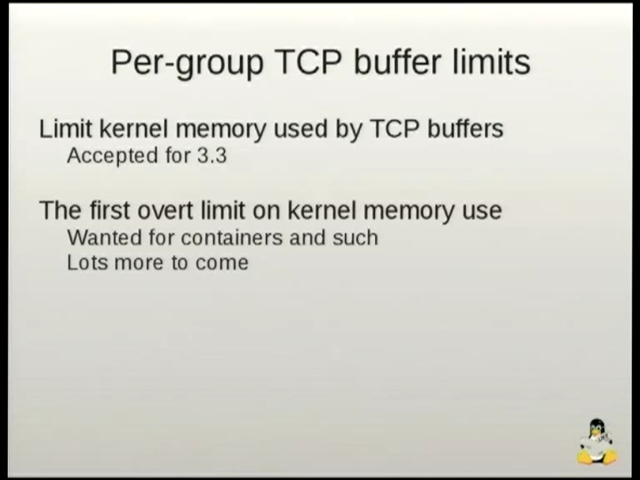 Per-group TCP buffer limits
Limit kernel memory used by TCP buffers
Accepted for 3.3
The first overt limit on kernel memory use
Wanted for containers and such
Lots more to come